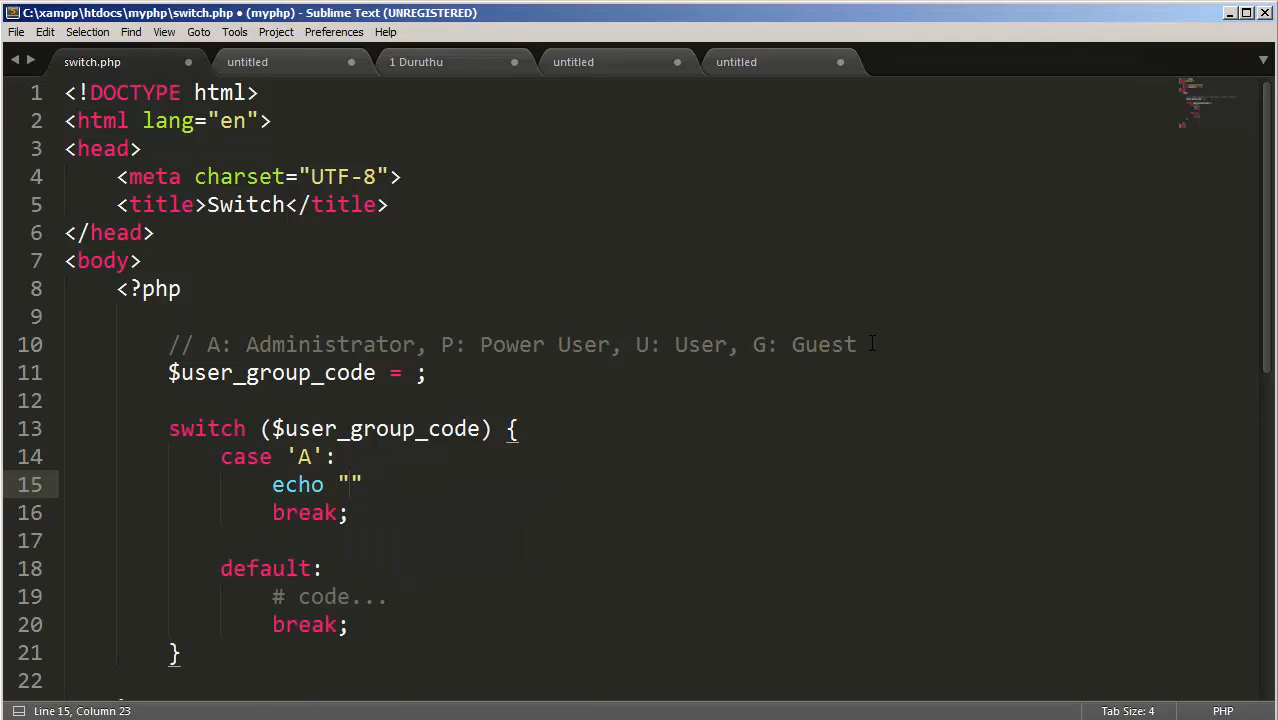 C:\xampp\htdocs\myphp\switch.php • (myphp) - Sublime Text (UNREGISTERED)
File Edit Selection Find View Goto Tools Project Preferences Help
switch.php untitled 1 Duruthu untitled untitled
1 <!DOCTYPE html>
2 <html lang="en">
3 <head>
4 <meta charset="UTF-8">
5 <title>Switch</title>
6 </head>
7 <body>
8 <?php
9
10 // A: Administrator, P: Power User, U: User, G: Guest
11 $user_group_code = ;
12
13 switch ($user_group_code) {
14 case 'A':
15 echo ""
16 break;
17
18 default:
19 # code...
20 break;
21 }
22
Line 15, Column 23 Tab Size: 4 PHP